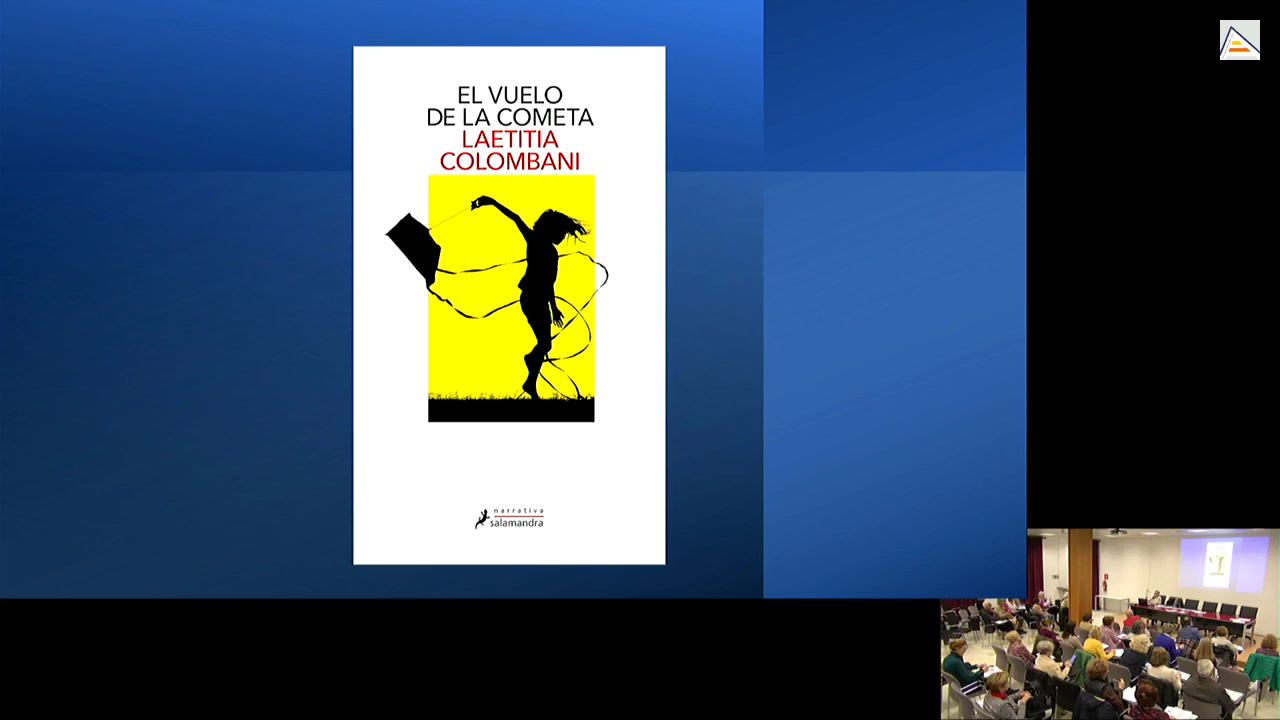 EL VUELO
DE LA COMETA
LAETITIA
COLOMBANI
narrativa
salamandra